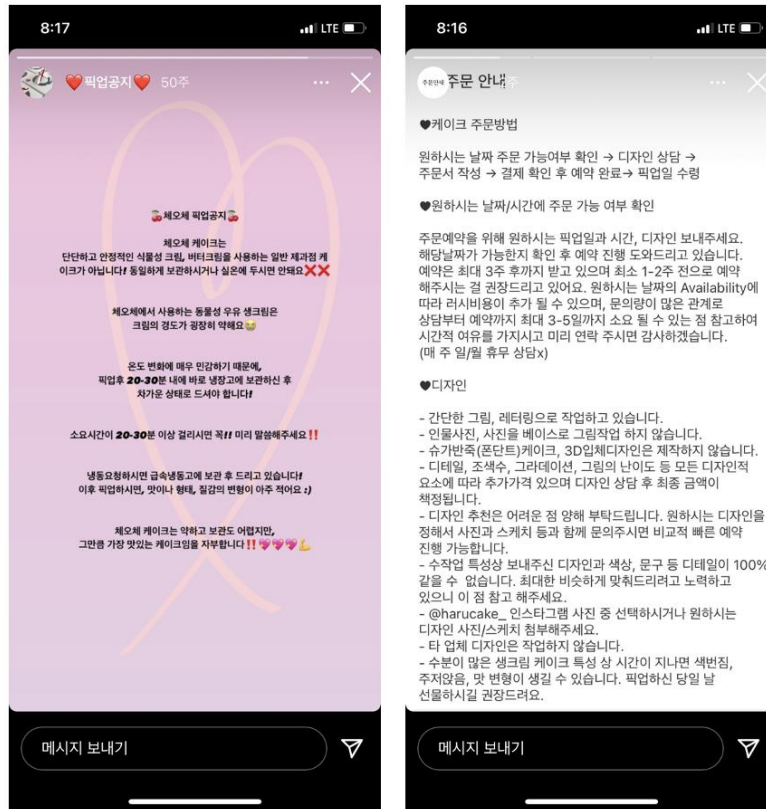 8:17
LTE
❤️픽업공지❤️ 50주
🍒체오체 픽업공지🍒
체오체 케이크는
단단하고 안정적인 식물성 크림, 버터크림을 사용하는 일반 제과점 케
이크가 아닙니다! 동일하게 보관하시거나 실온에 두시면 안돼요❌❌
체오체에서 사용하는 동물성 우유 생크림은
크림의 경도가 굉장히 약해요😭
온도 변화에 매우 민감하기 때문에,
픽업후 20-30분 내에 바로 냉장고에 보관하신 후
차가운 상태로 드셔야 합니다!
소요시간이 20-30분 이상 걸리시면 꼭!! 미리 말씀해주세요‼️
냉동요청하시면 급속냉동고에 보관 후 드리고 있습니다!
이후 픽업하시면, 맛이나 형태, 질감의 변형이 아주 적어요 :)
체오체 케이크는 약하고 보관도 어렵지만,
그만큼 가장 맛있는 케이크임을 자부합니다‼️💖💖💖💪
메시지 보내기
8:16
LTE
주문안내 주문 안내
♥케이크 주문방법
원하시는 날짜 주문 가능여부 확인 → 디자인 상담 →
주문서 작성 → 결제 확인 후 예약 완료→ 픽업일 수령
♥원하시는 날짜/시간에 주문 가능 여부 확인
주문예약을 위해 원하시는 픽업일과 시간, 디자인 보내주세요.
해당날짜가 가능한지 확인 후 예약 진행 도와드리고 있습니다.
예약은 최대 3주 후까지 받고 있으며 최소 1-2주 전으로 예약
해주시는 걸 권장드리고 있어요. 원하시는 날짜의 Availability에
따라 러시비용이 추가 될 수 있으며, 문의량이 많은 관계로
상담부터 예약까지 최대 3-5일까지 소요 될 수 있는 점 참고하여
시간적 여유를 가지시고 미리 연락 주시면 감사하겠습니다.
(매 주 일/월 휴무 상담x)
♥디자인
- 간단한 그림, 레터링으로 작업하고 있습니다.
- 인물사진, 사진을 베이스로 그림작업 하지 않습니다.
- 슈가반죽(폰단트)케이크, 3D입체디자인은 제작하지 않습니다.
- 디테일, 조색수, 그라데이션, 그림의 난이도 등 모든 디자인적
요소에 따라 추가가격 있으며 디자인 상담 후 최종 금액이
책정됩니다.
- 디자인 추천은 어려운 점 양해 부탁드립니다. 원하시는 디자인을
정해서 사진과 스케치 등과 함께 문의주시면 비교적 빠른 예약
진행 가능합니다.
- 수작업 특성상 보내주신 디자인과 색상, 문구 등 디테일이 100%
같을 수  없습니다. 최대한 비슷하게 맞춰드리려고 노력하고
있으니 이 점 참고 해주세요.
- @harucake_ 인스타그램 사진 중 선택하시거나 원하시는
디자인 사진/스케치 첨부해주세요.
- 타 업체 디자인은 작업하지 않습니다.
- 수분이 많은 생크림 케이크 특성 상 시간이 지나면 색번짐,
주저앉음, 맛 변형이 생길 수 있습니다. 픽업하신 당일 날
선물하시길 권장드려요.
메시지 보내기